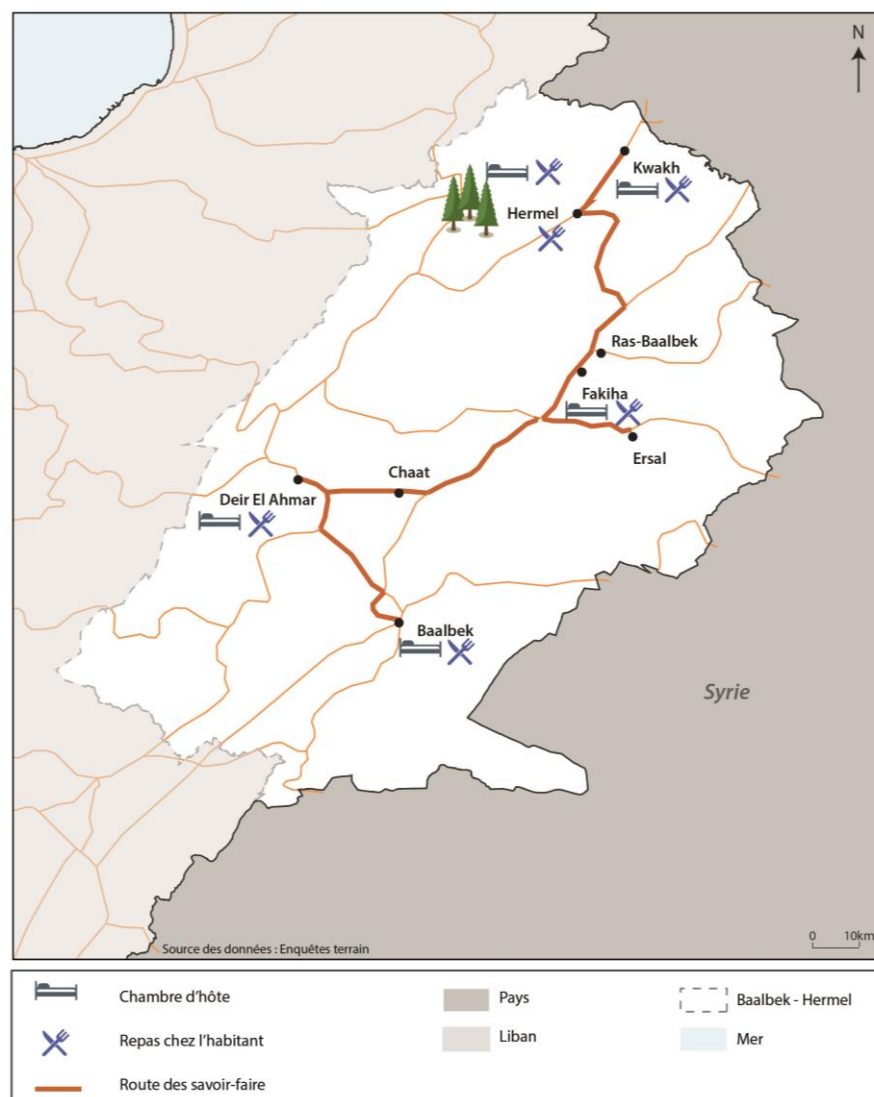 N
Kwakh
Hermel
Ras-Baalbek
Fakiha
Ersal
Chaat
Deir El Ahmar
Baalbek
Syrie
Source des données : Enquêtes terrain
0 10km
Chambre d'hôte
Pays
Baalbek - Hermel
Repas chez l'habitant
Liban
Mer
Route des savoir-faire